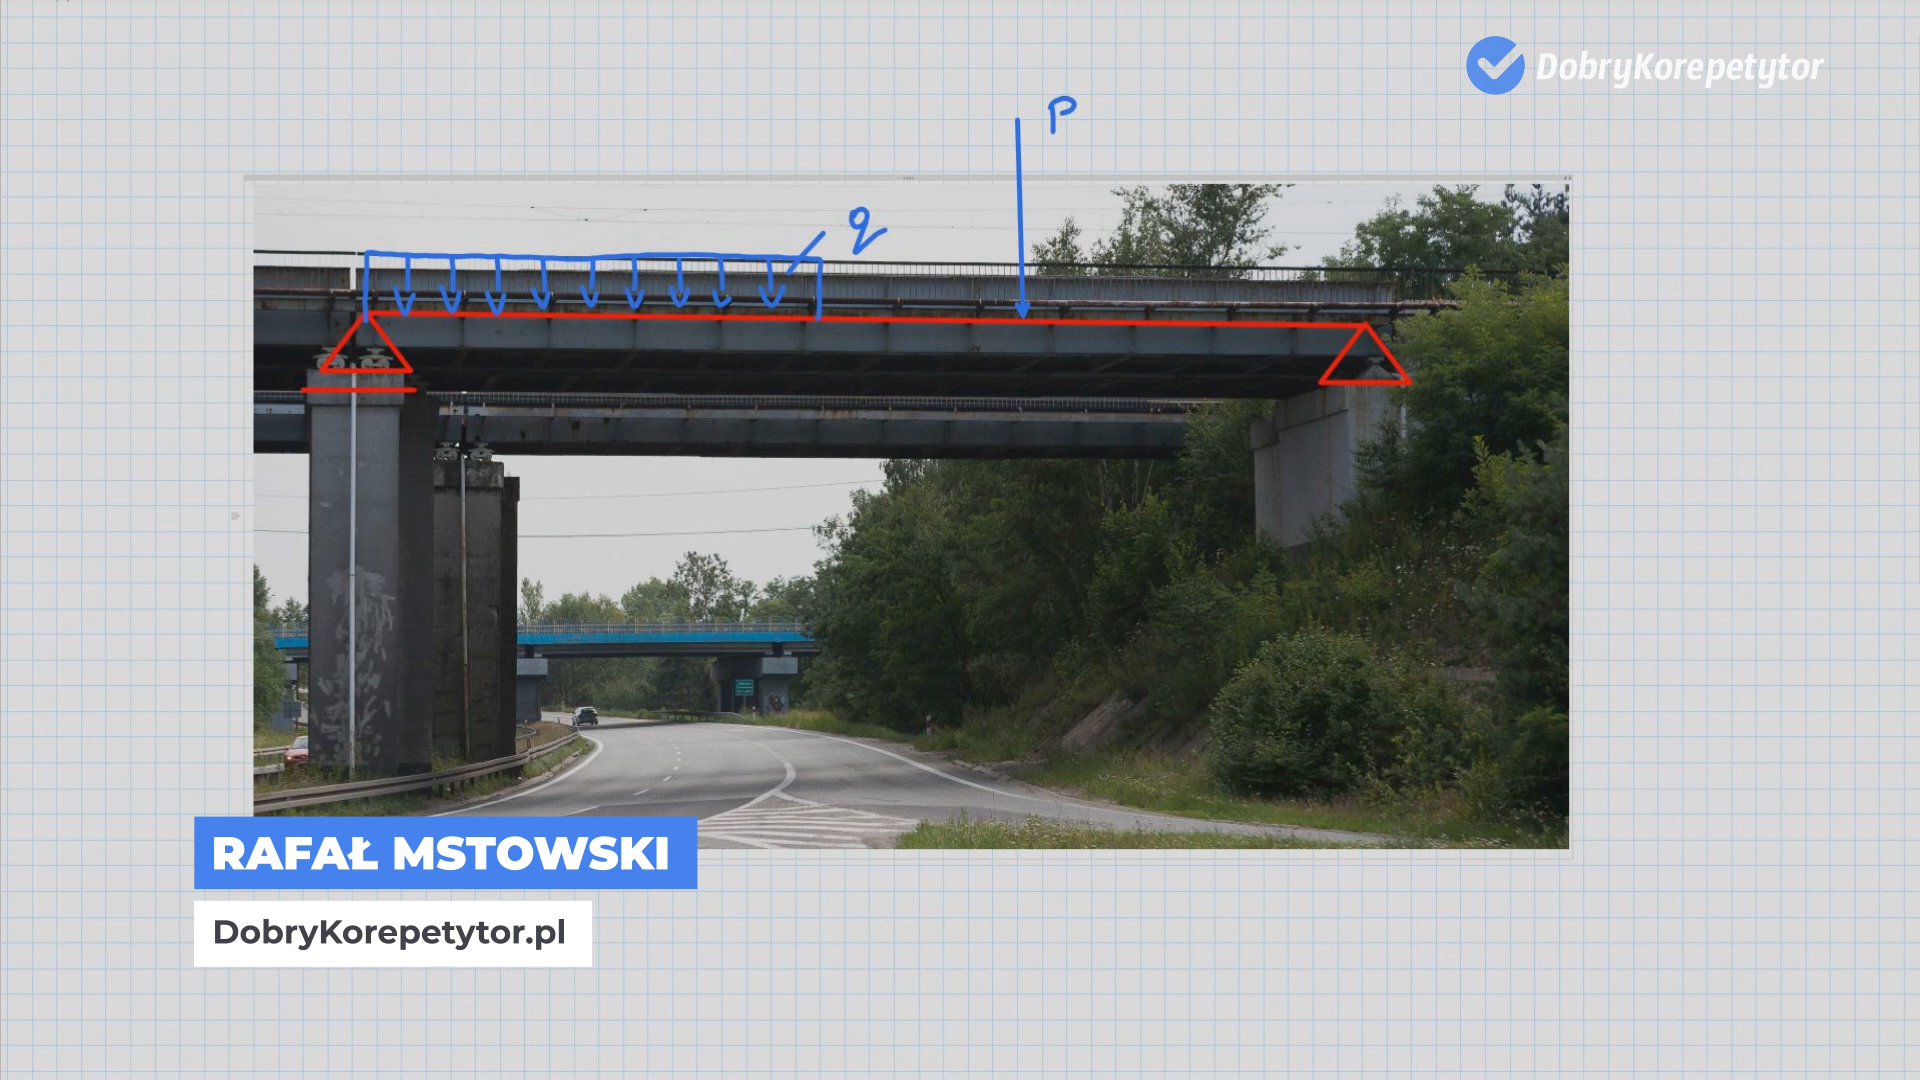 DobryKorepetytor
P
q
RAFAŁ MSTOWSKI
DobryKorepetytor.pl